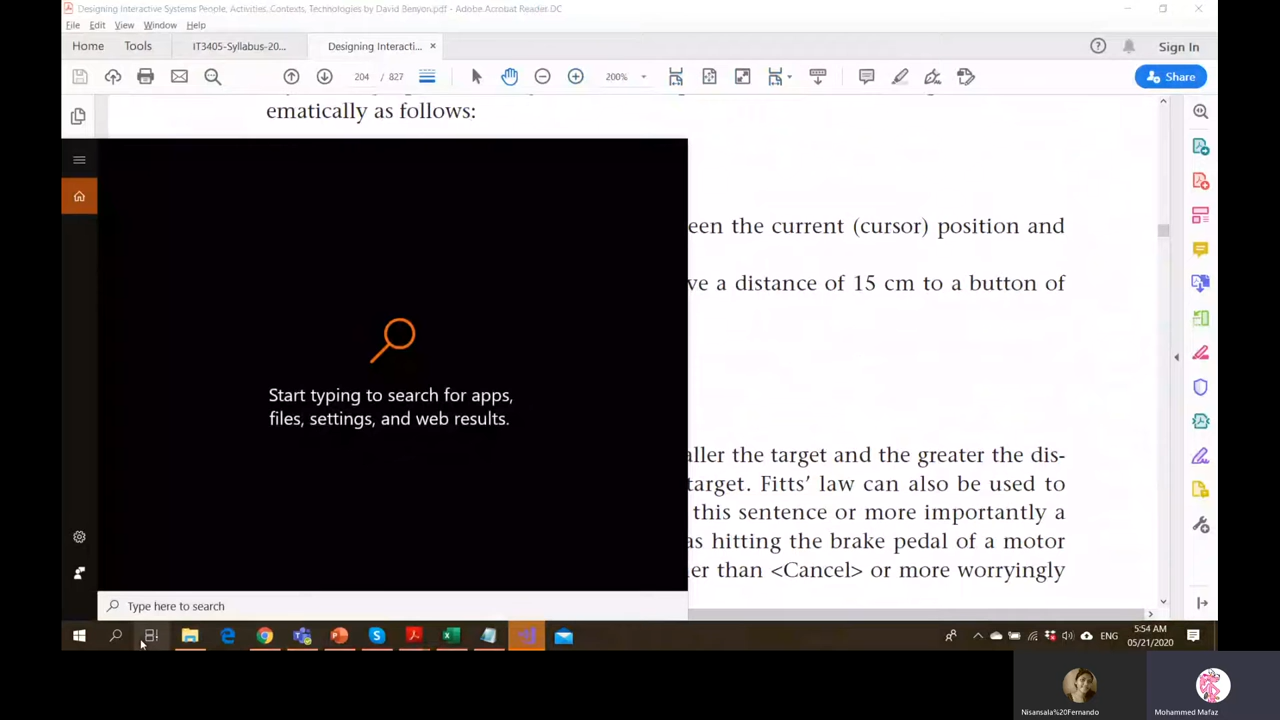 Designing Interactive Systems People, Activities, Contexts, Technologies by David Benyon.pdf - Adobe Acrobat Reader DC
File Edit View Window Help
Home Tools IT3405-Syllabus-20... Designing Interacti... × Sign In
204 / 827 200% Share
ematically as follows:
een the current (cursor) position and
ve a distance of 15 cm to a button of
Start typing to search for apps,
files, settings, and web results.
aller the target and the greater the dis-
target. Fitts’ law can also be used to
this sentence or more importantly a
as hitting the brake pedal of a motor
er than <Cancel> or more worryingly
Type here to search
ENG 5:54 AM
05/21/2020
Nisansala%20Fernando Mohammed Mafaz